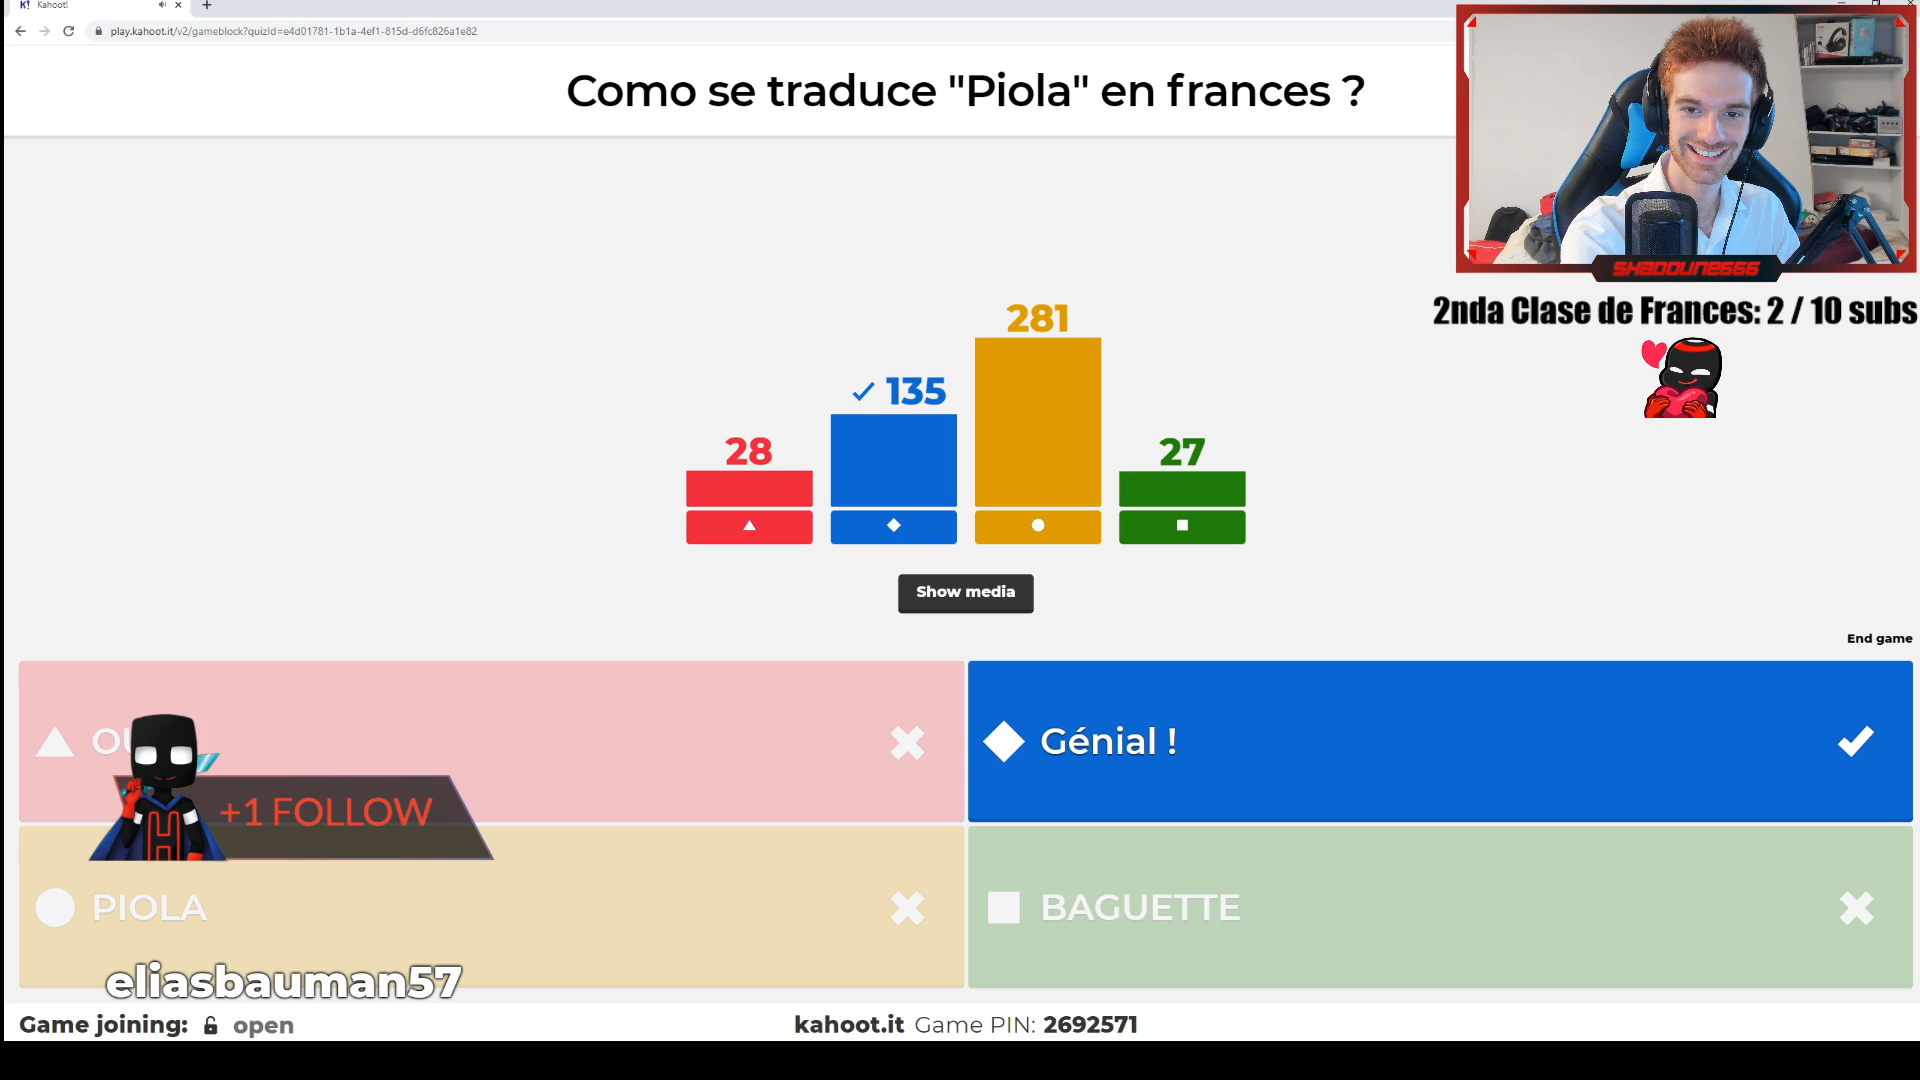 Kahoot!
play.kahoot.it/v2/gameblock?quizId=e4d01781-1b1a-4ef1-815d-d6fc826a1e82
Como se traduce "Piola" en frances ?
SHADOUNE666
2nda Clase de Frances: 2 / 10 subs
281
135
28
27
Show media
End game
Génial !
+1 FOLLOW
PIOLA
BAGUETTE
eliasbauman57
Game joining: open
kahoot.it Game PIN: 2692571